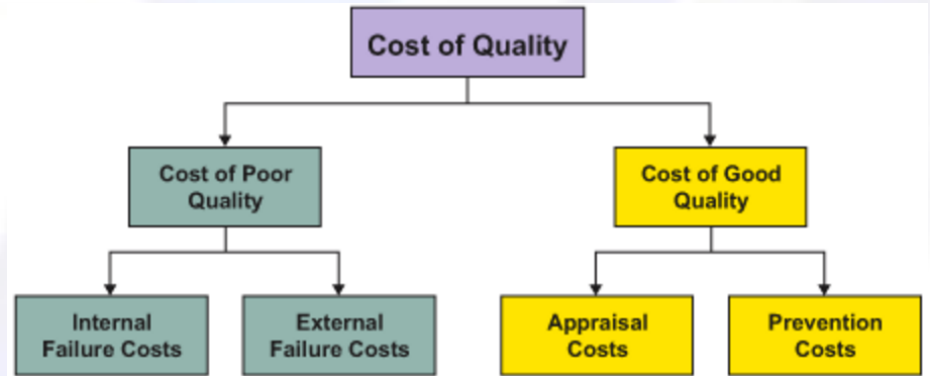 Cost of Quality
Cost of Poor
Quality
Cost of Good
Quality
Internal
Failure Costs
External
Failure Costs
Appraisal
Costs
Prevention
Costs